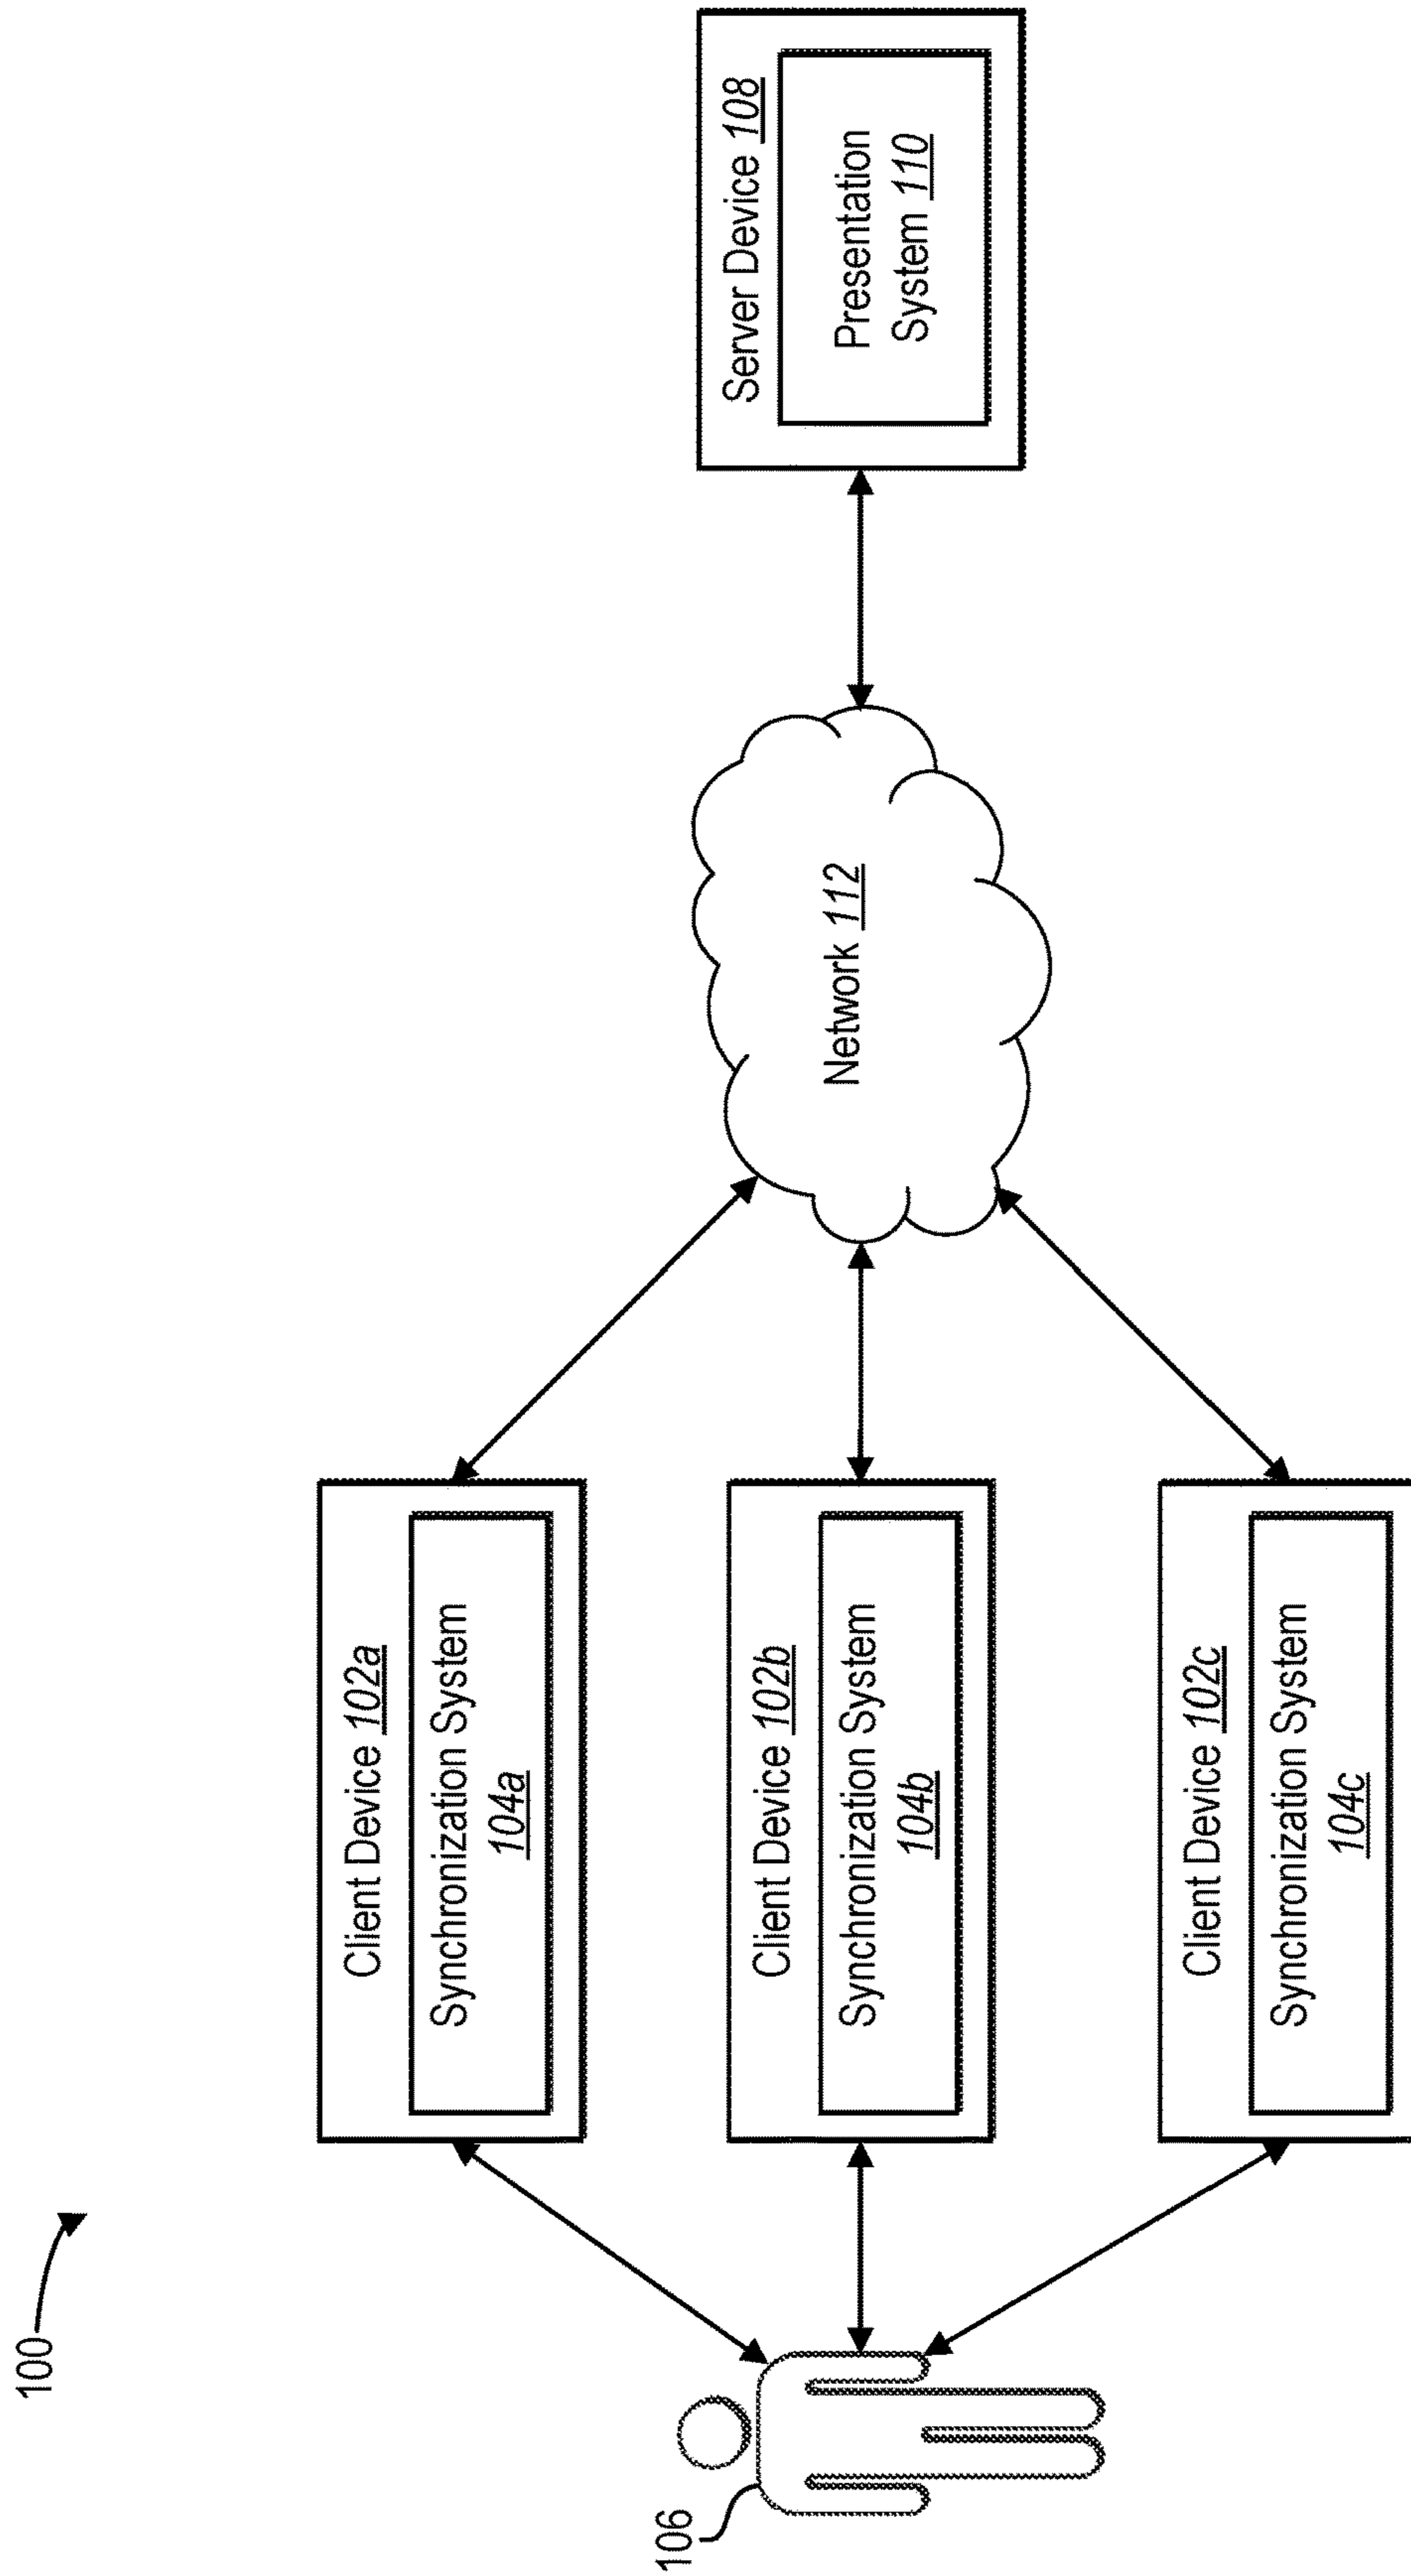 100
106
Client Device 102a
Synchronization System
104a
Client Device 102b
Synchronization System
104b
Client Device 102c
Synchronization System
104c
Network 112
Server Device 108
Presentation
System 110